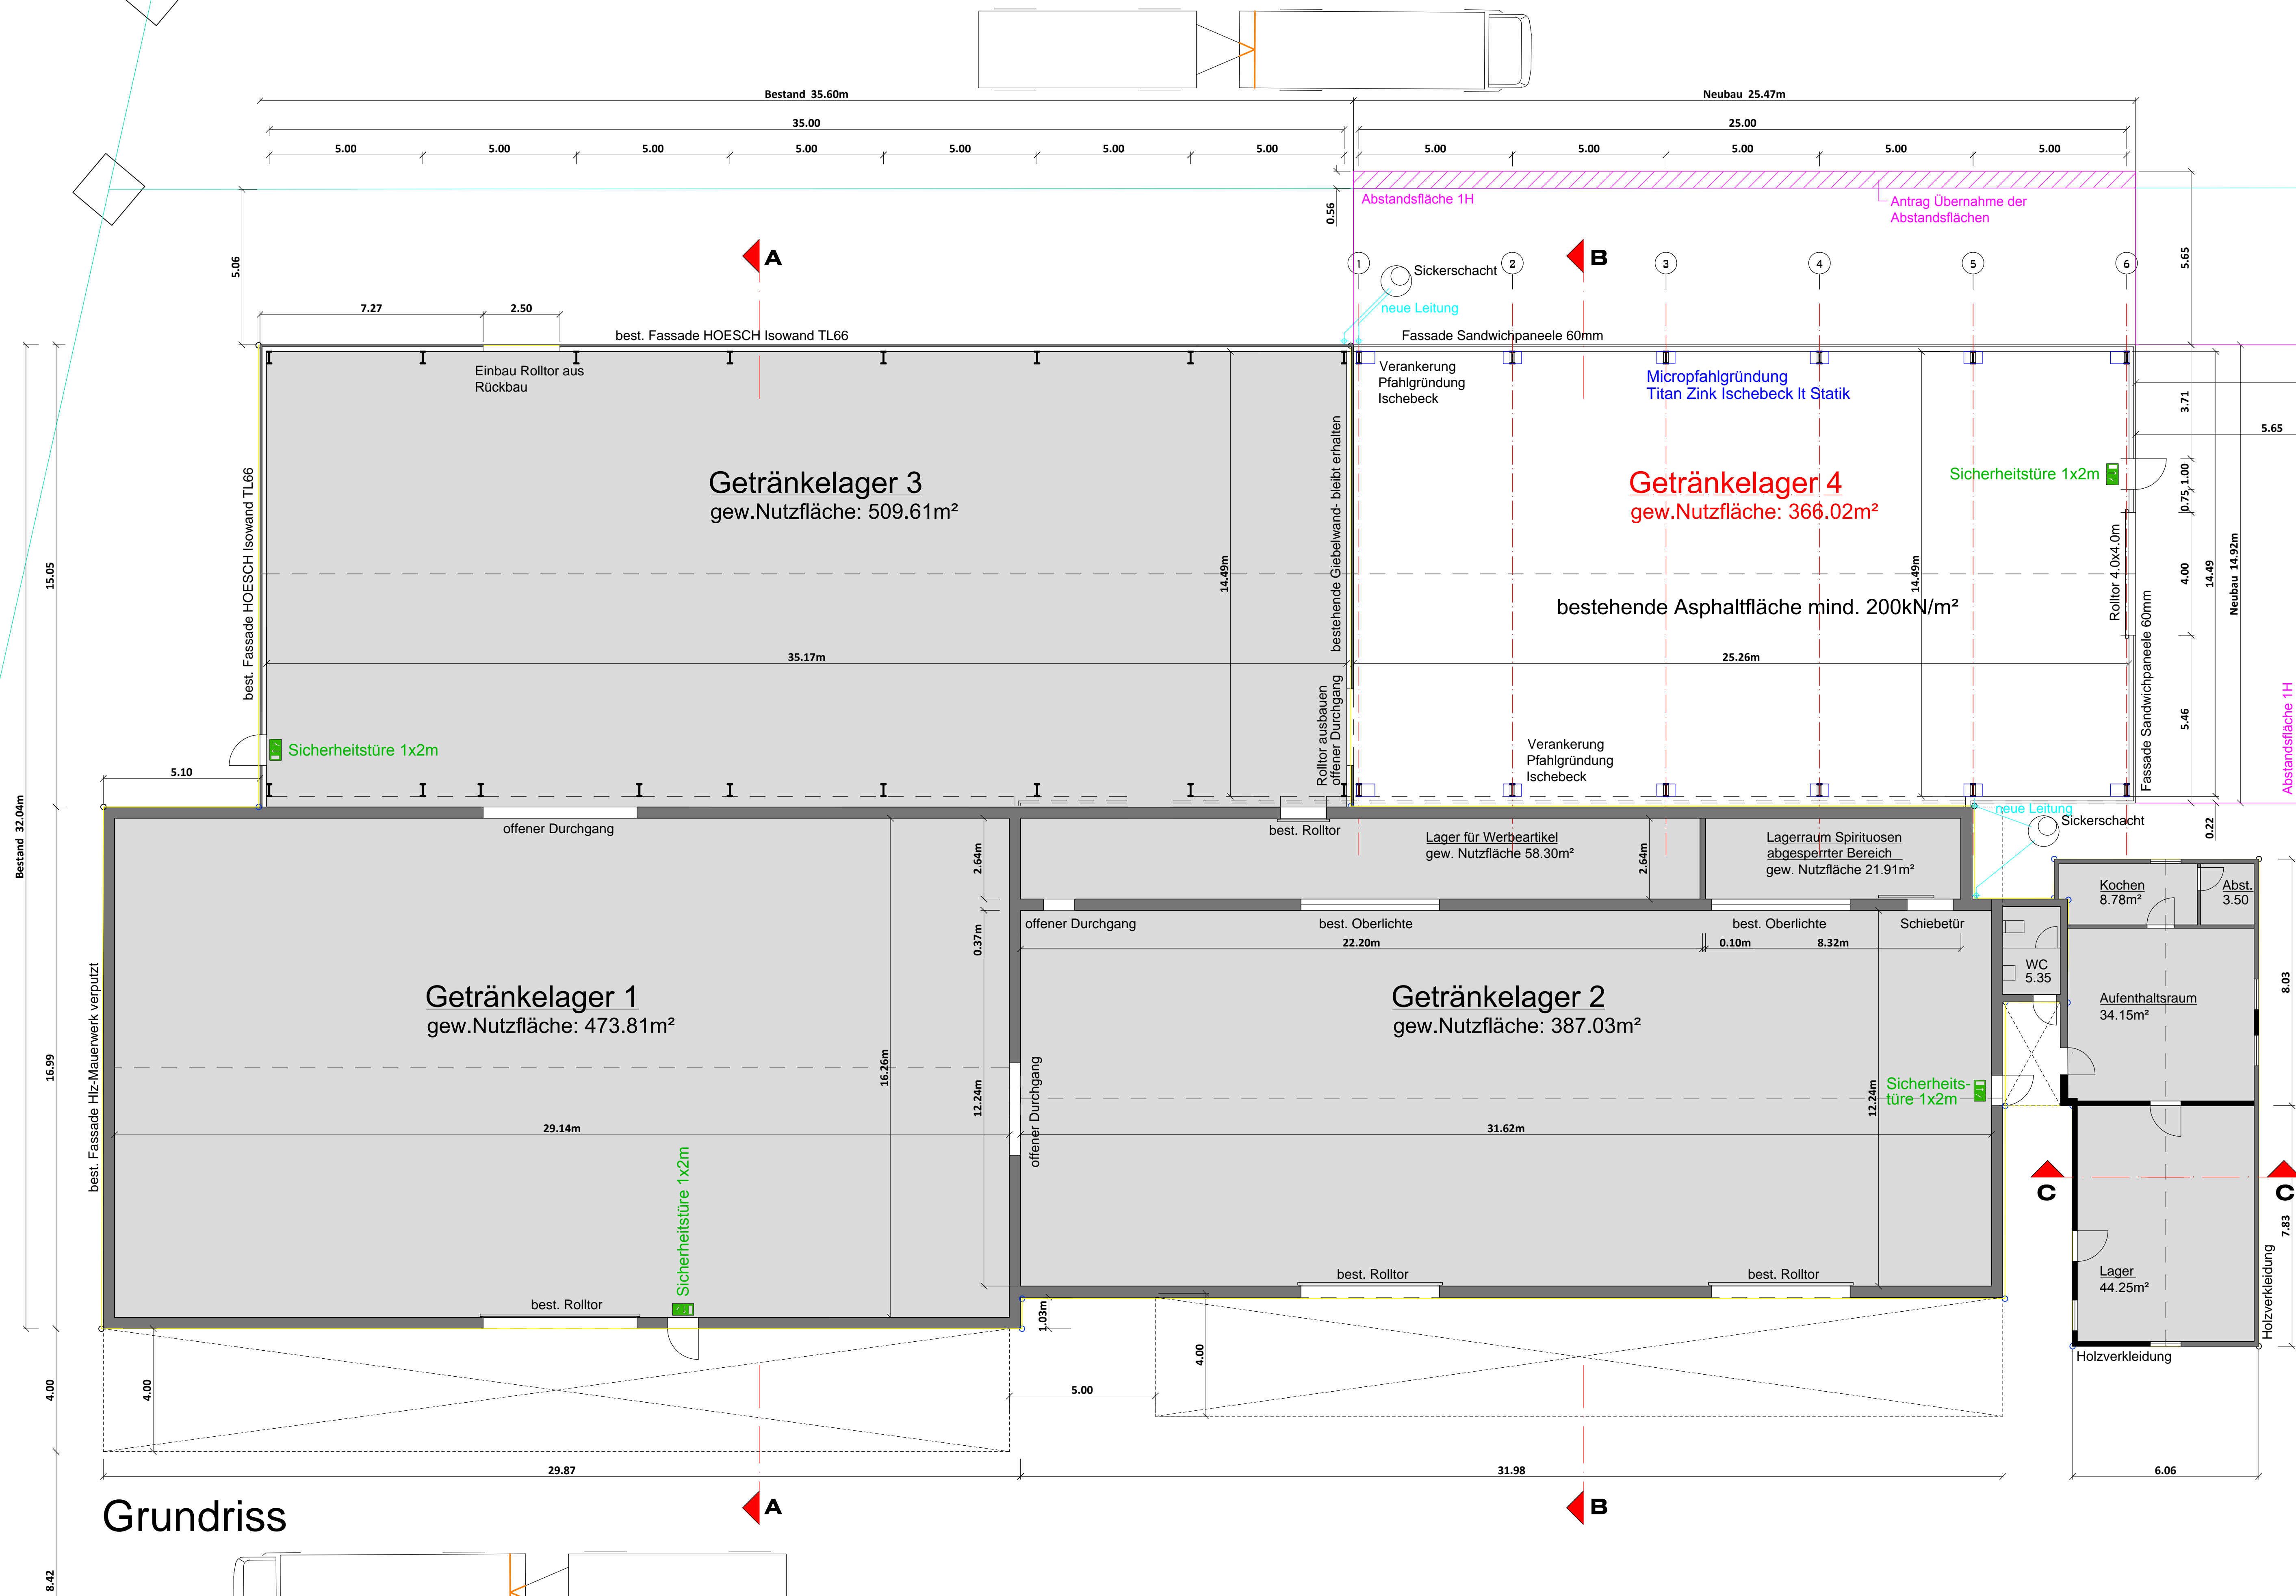 Bestand 35.60m
Neubau 25.47m
35.00
25.00
5.00 5.00 5.00 5.00 5.00 5.00 5.00
5.00 5.00 5.00 5.00 5.00
Abstandsfläche 1H
Antrag Übernahme der
Abstandsflächen
0.56
5.06
5.65
A
B
1 2 3 4 5 6
Sickerschacht
neue Leitung
7.27
2.50
best. Fassade HOESCH Isowand TL66
Fassade Sandwichpaneele 60mm
Einbau Rolltor aus
Rückbau
Verankerung
Pfahlgründung
Ischebeck
Micropfahlgründung
Titan Zink Ischebeck lt Statik
3.71
5.65
Getränkelager 3
gew.Nutzfläche: 509.61m²
Getränkelager 4
gew.Nutzfläche: 366.02m²
Sicherheitstüre 1x2m
1.00
0.75
best. Fassade HOESCH Isowand TL66
bestehende Giebelwand- bleibt erhalten
14.49m
14.49m
Rolltor 4.0x4.0m
4.00
14.49
Neubau 14.92m
15.05
bestehende Asphaltfläche mind. 200kN/m²
Fassade Sandwichpaneele 60mm
35.17m
25.26m
Rolltor ausbauen
offener Durchgang
5.46
Abstandsfläche 1H
Sicherheitstüre 1x2m
Verankerung
Pfahlgründung
Ischebeck
5.10
Bestand 32.04m
neue Leitung
Sickerschacht
0.22
offener Durchgang
best. Rolltor
2.64m
Lager für Werbeartikel
gew. Nutzfläche 58.30m²
2.64m
Lagerraum Spirituosen
abgesperrter Bereich
gew. Nutzfläche 21.91m²
Kochen
8.78m²
Abst.
3.50
offener Durchgang
best. Oberlichte
best. Oberlichte
Schiebetür
0.37m
22.20m
0.10m
8.32m
WC
5.35
8.03
Getränkelager 1
gew.Nutzfläche: 473.81m²
Getränkelager 2
gew.Nutzfläche: 387.03m²
Aufenthaltsraum
34.15m²
best. Fassade Hlz-Mauerwerk verputzt
16.99
16.26m
12.24m
offener Durchgang
12.24m
Sicherheits-
türe 1x2m
29.14m
31.62m
Sicherheitstüre 1x2m
C
C
7.83
Holzverkleidung
Lager
44.25m²
best. Rolltor
best. Rolltor
best. Rolltor
1.03m
Holzverkleidung
4.00
4.00
4.00
5.00
29.87
31.98
6.06
A
B
Grundriss
8.42